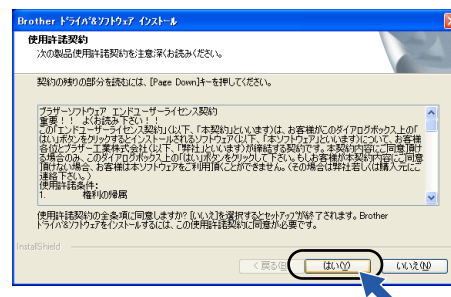 Brother ドライバ&ソフトウェア インストール
使用許諾契約
次の製品使用許諾契約を注意深くお読みください。
契約の残りの部分を読むには、[Page Down]キーを押してください。
ブラザーソフトウェア エンドユーザーライセンス契約
重要!! よくお読み下さい!!
この「エンドユーザーライセンス契約」(以下、「本契約」といいます)は、お客様がこのダイアログボックス上の「
はい」ボタンをクリックするとインストールされるソフトウェア(以下、「本ソフトウェア」といいます)について、お客様
各位とブラザー工業株式会社(以下、「弊社」といいます)が締結する契約です。本契約内容にご同意頂け
る場合のみ、このダイアログボックス上の「はい」ボタンをクリックして下さい。もしお客様が本契約内容にご同意
頂けない場合、お客様は本ソフトウェアをご利用頂くことができません。(その場合は弊社若しくは購入元にご
連絡下さい。)
使用許諾条件:
1. 権利の帰属
使用許諾契約の全条項に同意しますか? [いいえ]を選択するとセットアップが終了されます。Brother
ドライバ&ソフトウェアをインストールするには、この使用許諾契約に同意が必要です。
InstallShield
< 戻る(B) はい(Y) いいえ(N)